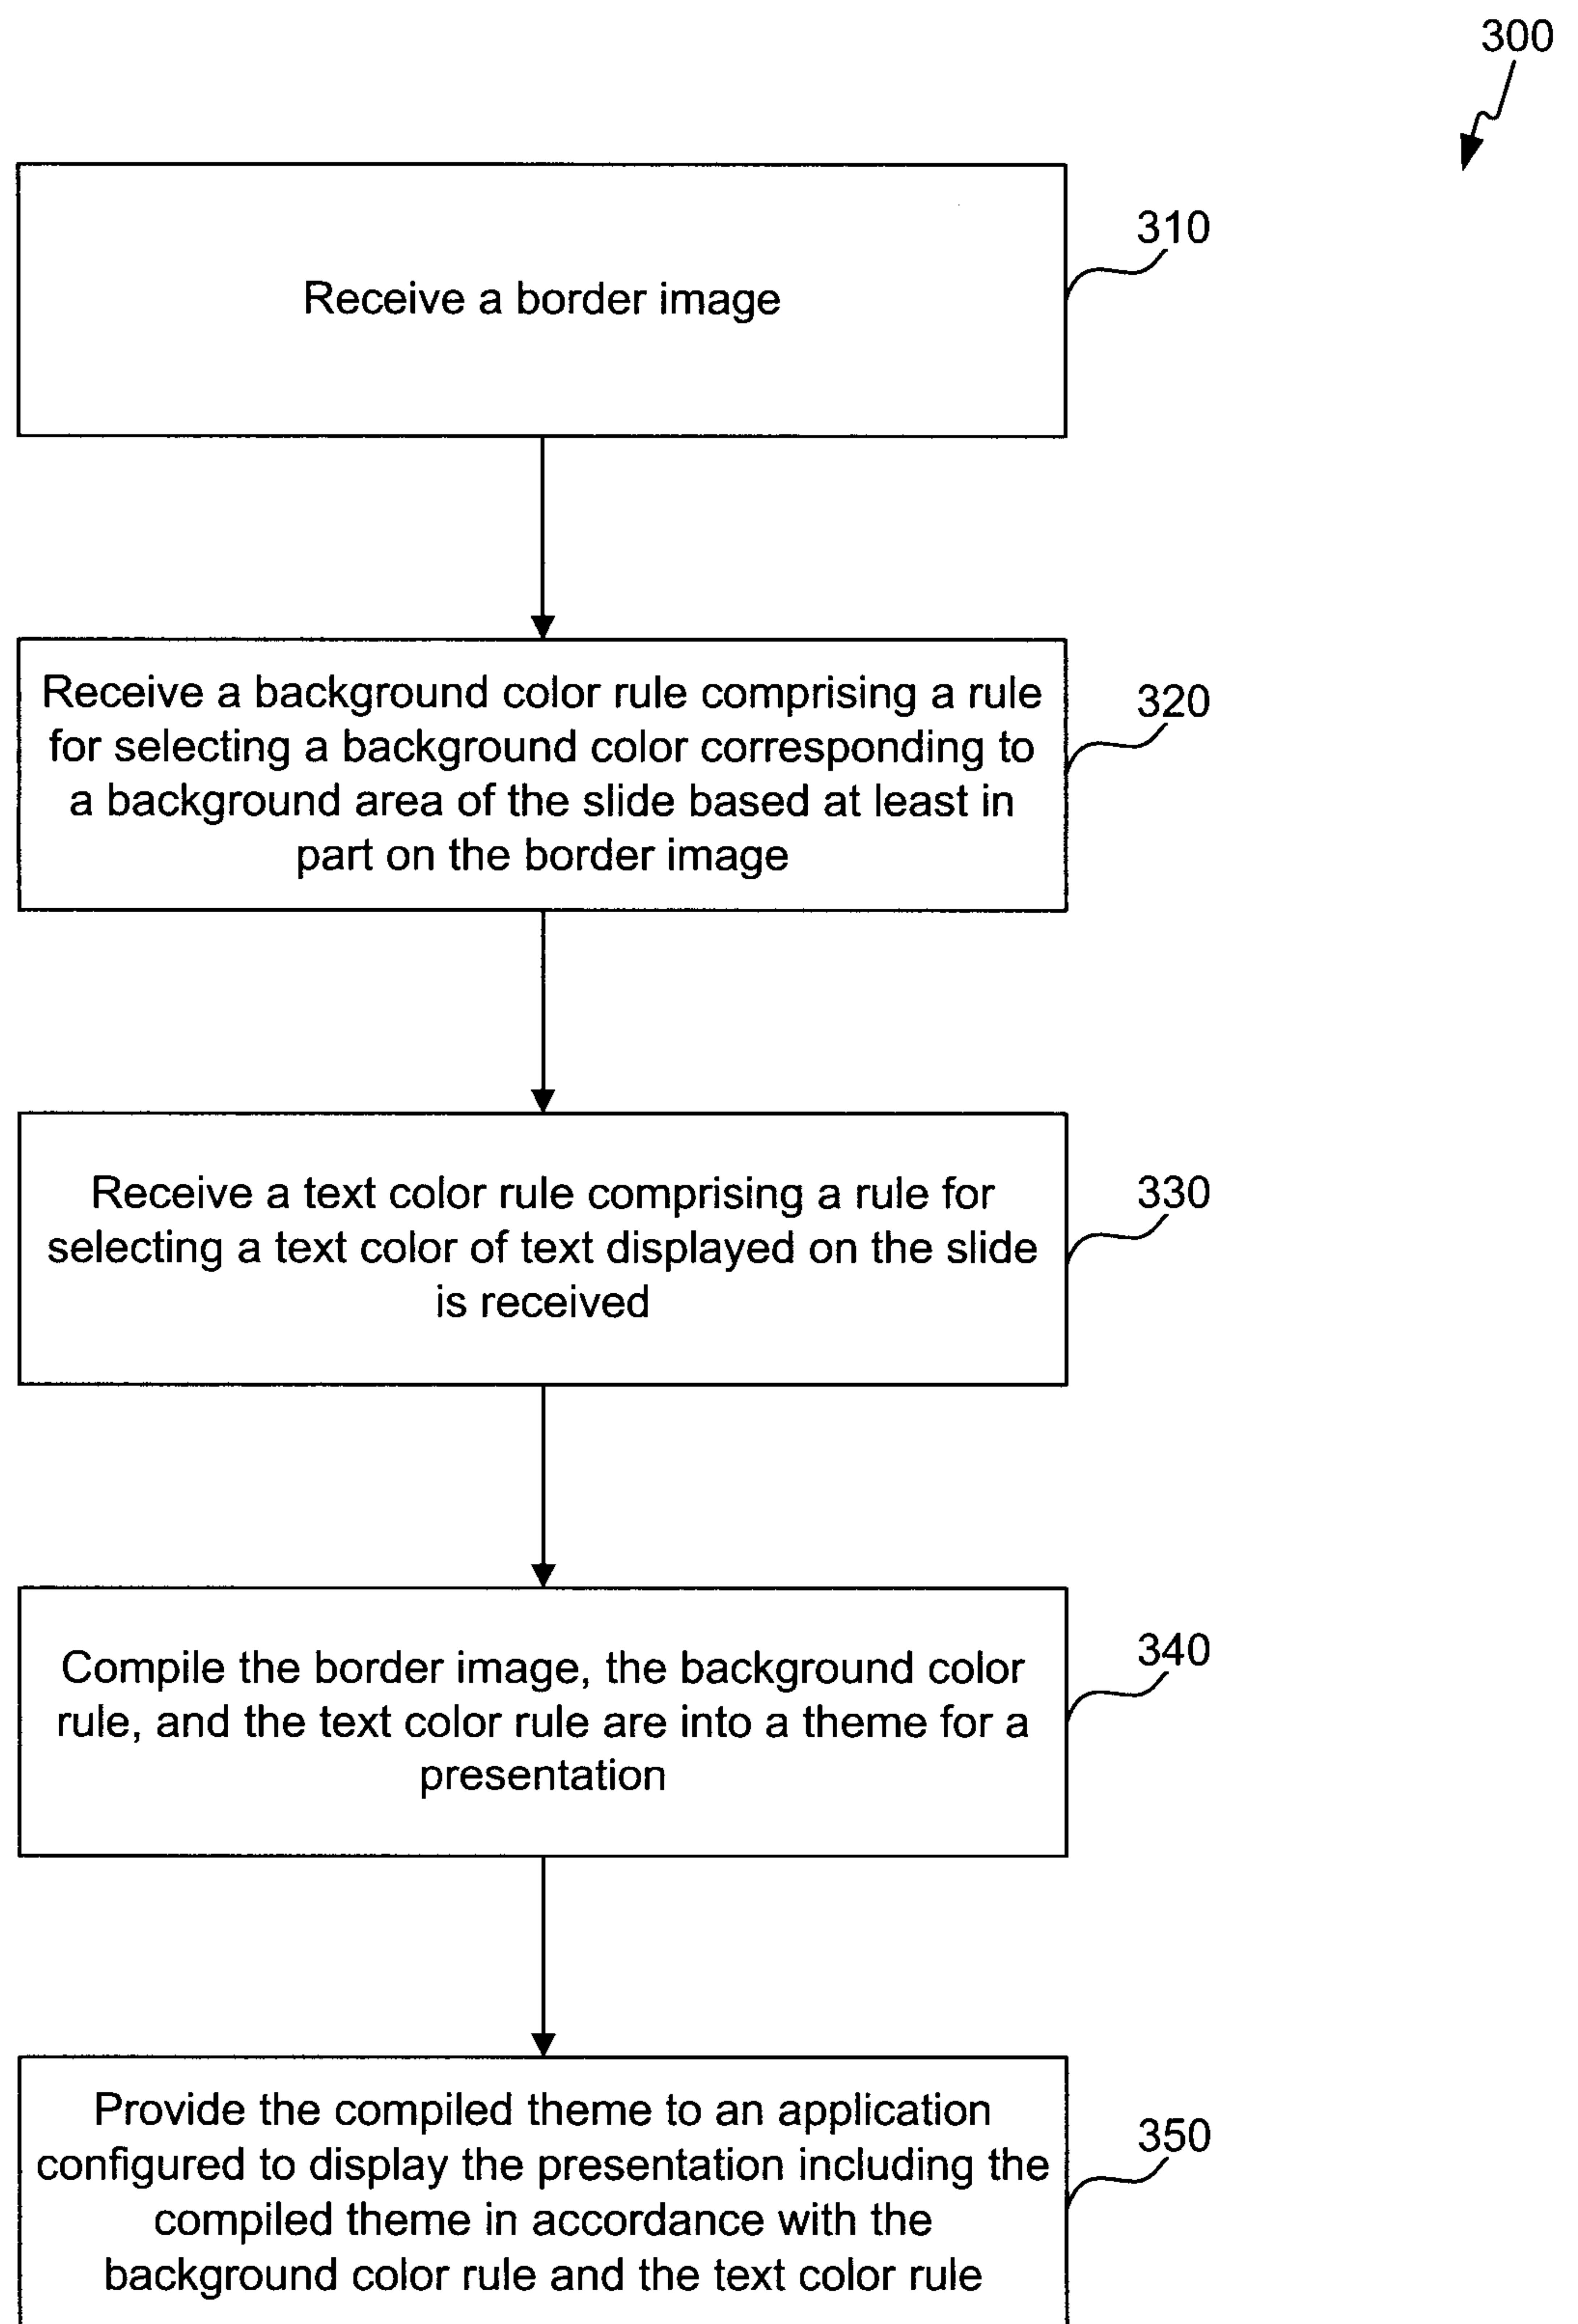 300
Receive a border image
310
Receive a background color rule comprising a rule
for selecting a background color corresponding to
a background area of the slide based at least in
part on the border image
320
Receive a text color rule comprising a rule for
selecting a text color of text displayed on the slide
is received
330
Compile the border image, the background color
rule, and the text color rule are into a theme for a
presentation
340
Provide the compiled theme to an application
configured to display the presentation including the
compiled theme in accordance with the
background color rule and the text color rule
350